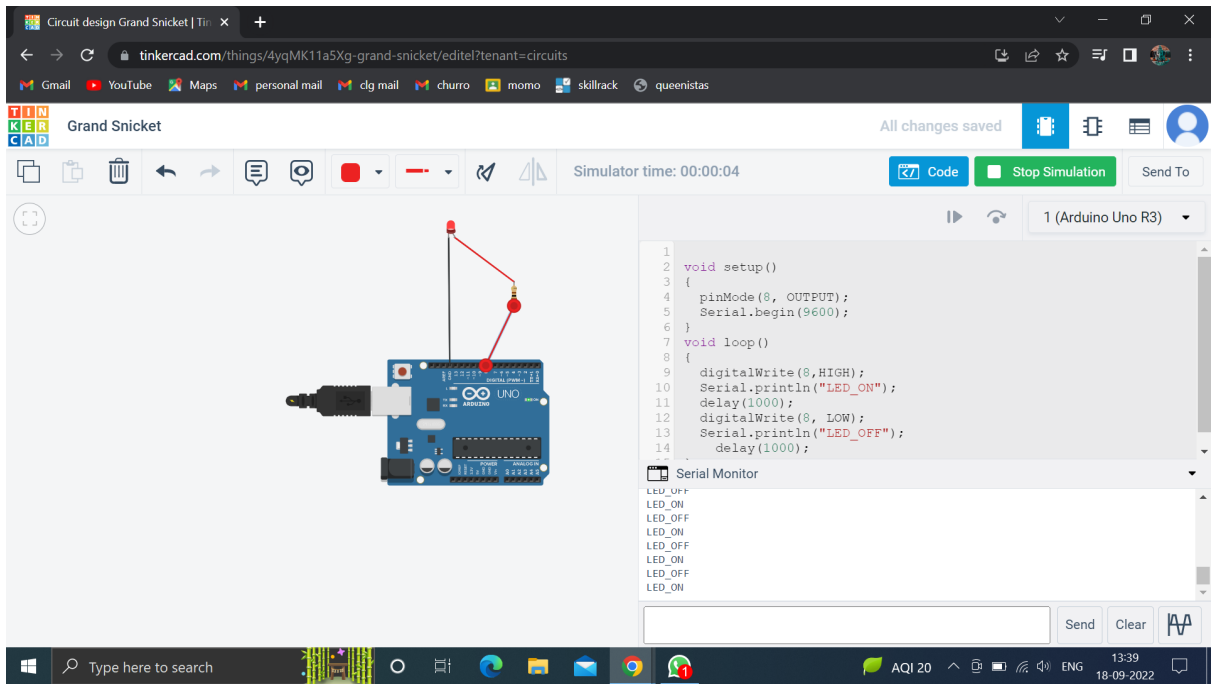 Circuit design Grand Snicket | Tin
tinkercad.com/things/4yqMK11a5Xg-grand-snicket/editel?tenant=circuits
Gmail YouTube Maps personal mail clg mail churro momo skillrack queenistas
TIN
KER
CAD
Grand Snicket
All changes saved
Simulator time: 00:00:04
Code
Stop Simulation
Send To
1 (Arduino Uno R3)
1
2 void setup()
3 {
4 pinMode(8, OUTPUT);
5 Serial.begin(9600);
6 }
7 void loop()
8 {
9 digitalWrite(8,HIGH);
10 Serial.println("LED_ON");
11 delay(1000);
12 digitalWrite(8, LOW);
13 Serial.println("LED_OFF");
14 delay(1000);
DIGITAL (PWM~)
UNO
ARDUINO
POWER
ANALOG IN
Serial Monitor
LED_OFF
LED_ON
LED_OFF
LED_ON
LED_OFF
LED_ON
LED_OFF
LED_ON
Send
Clear
Type here to search
1
AQI 20
ENG
13:39
18-09-2022